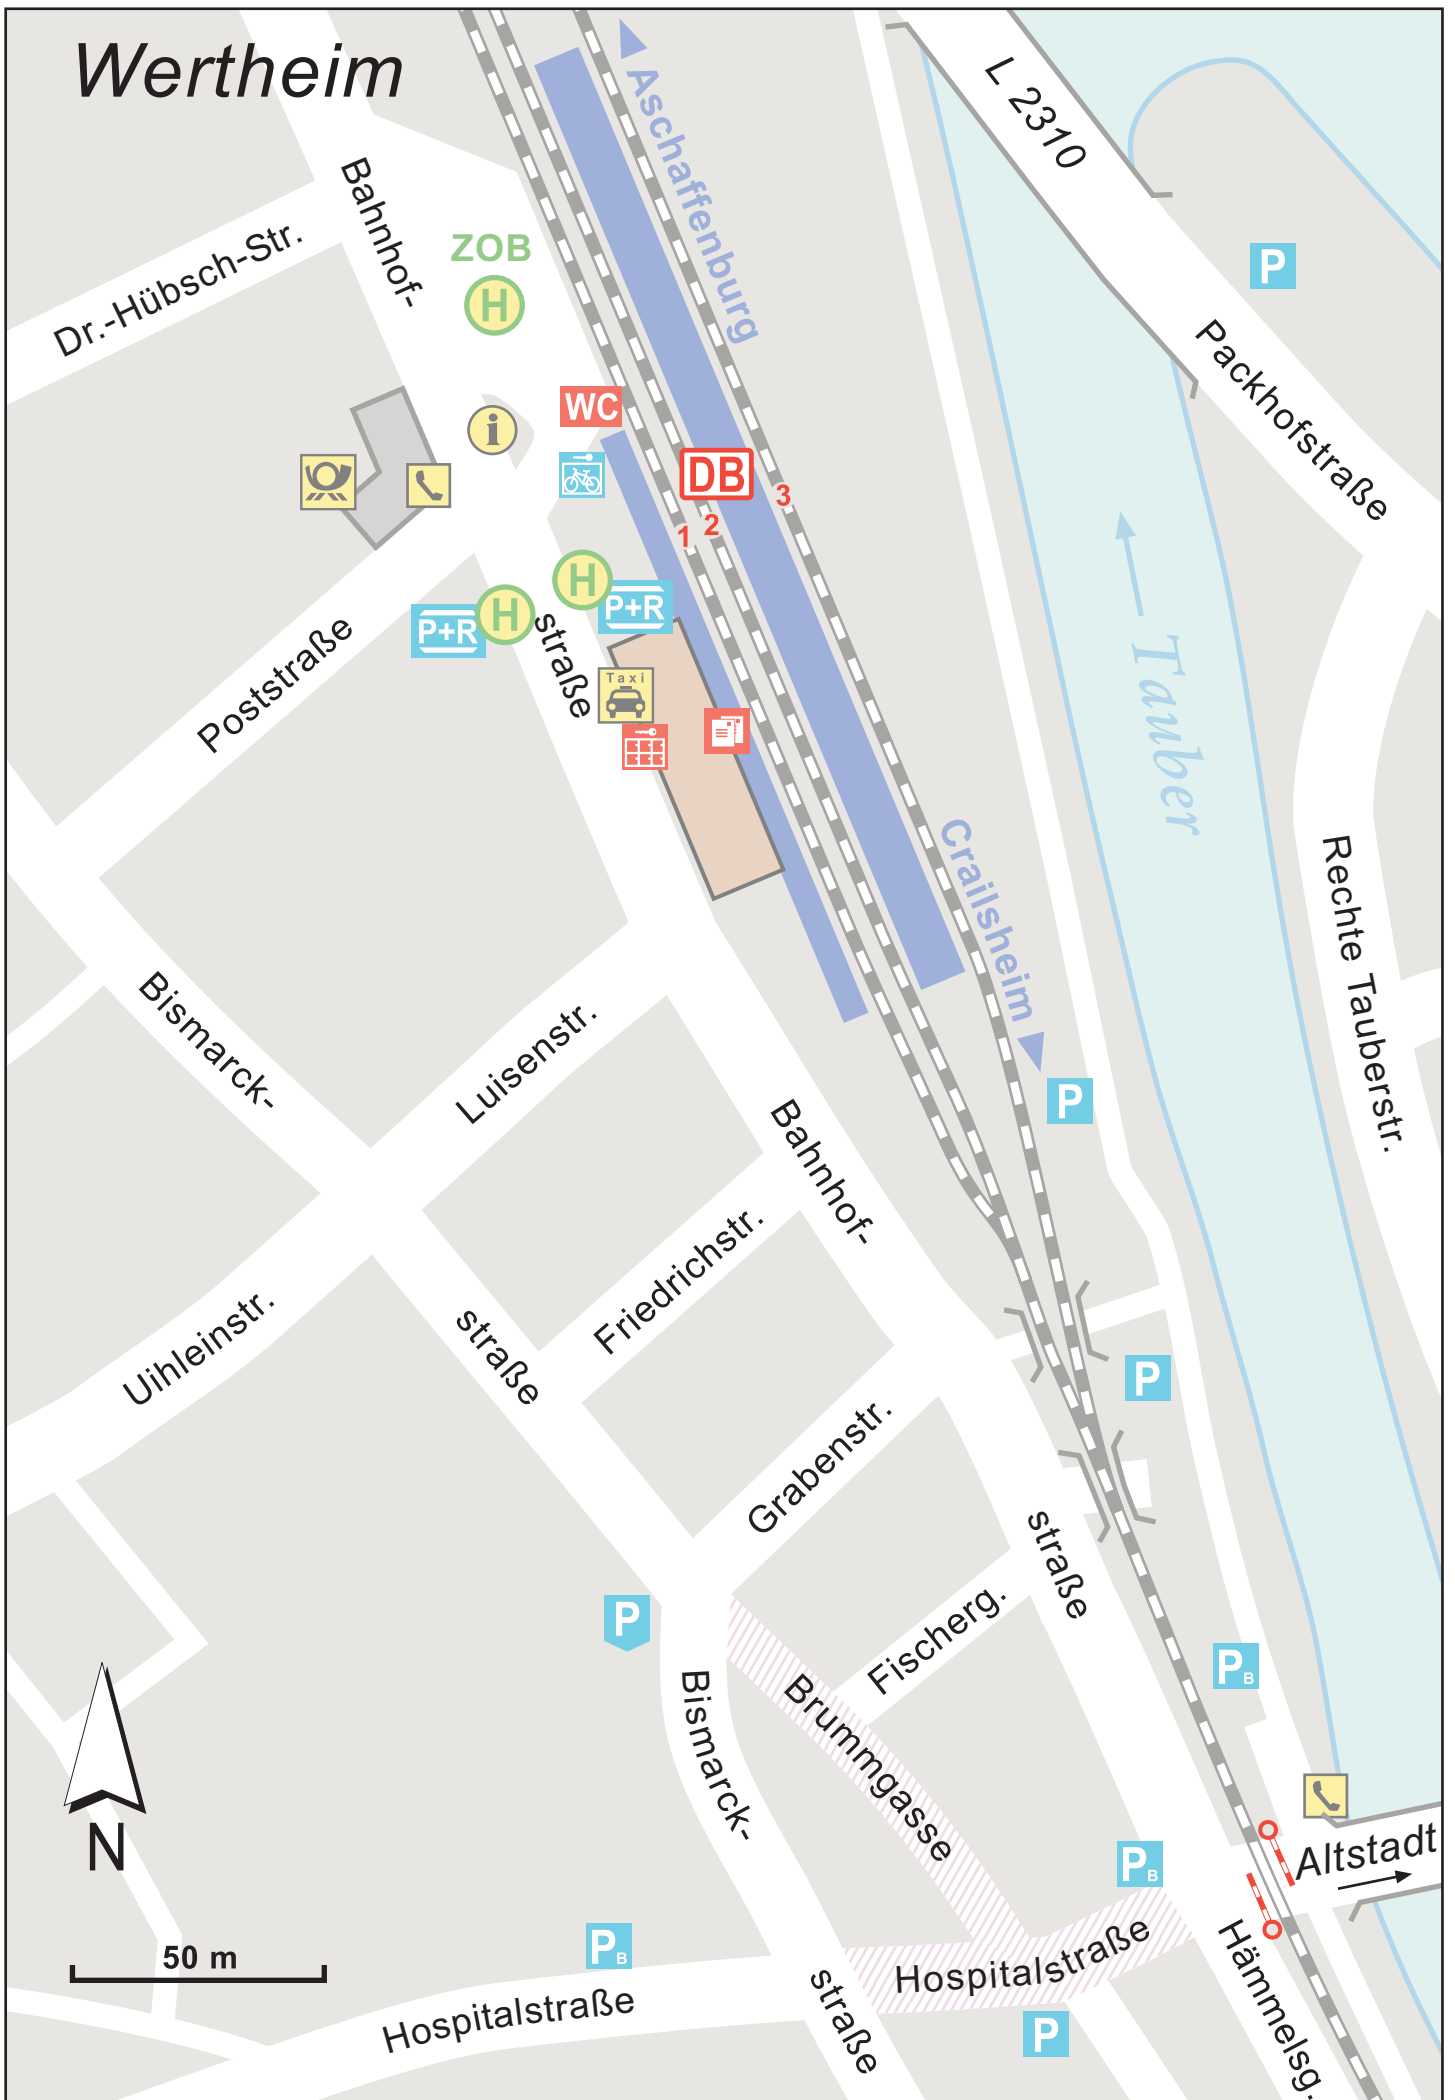 Wertheim
L 2310
Aschaffenburg
Bahnhof-
Dr.-Hübsch-Str.
ZOB
H
P
Packhofstraße
WC
i
DB
1
2
3
H
H
P+R
P+R
straße
Poststraße
Taxi
Tauber
Crailsheim
Rechte Tauberstr.
Bismarck-
Luisenstr.
P
Bahnhof-
Friedrichstr.
Uihleinstr.
straße
P
Grabenstr.
straße
Fischerg.
P
Brummgasse
Bismarck-
PB
N
PB
Altstadt
50 m
PB
Hospitalstraße
Hospitalstraße
straße
P
Hämmelsg.